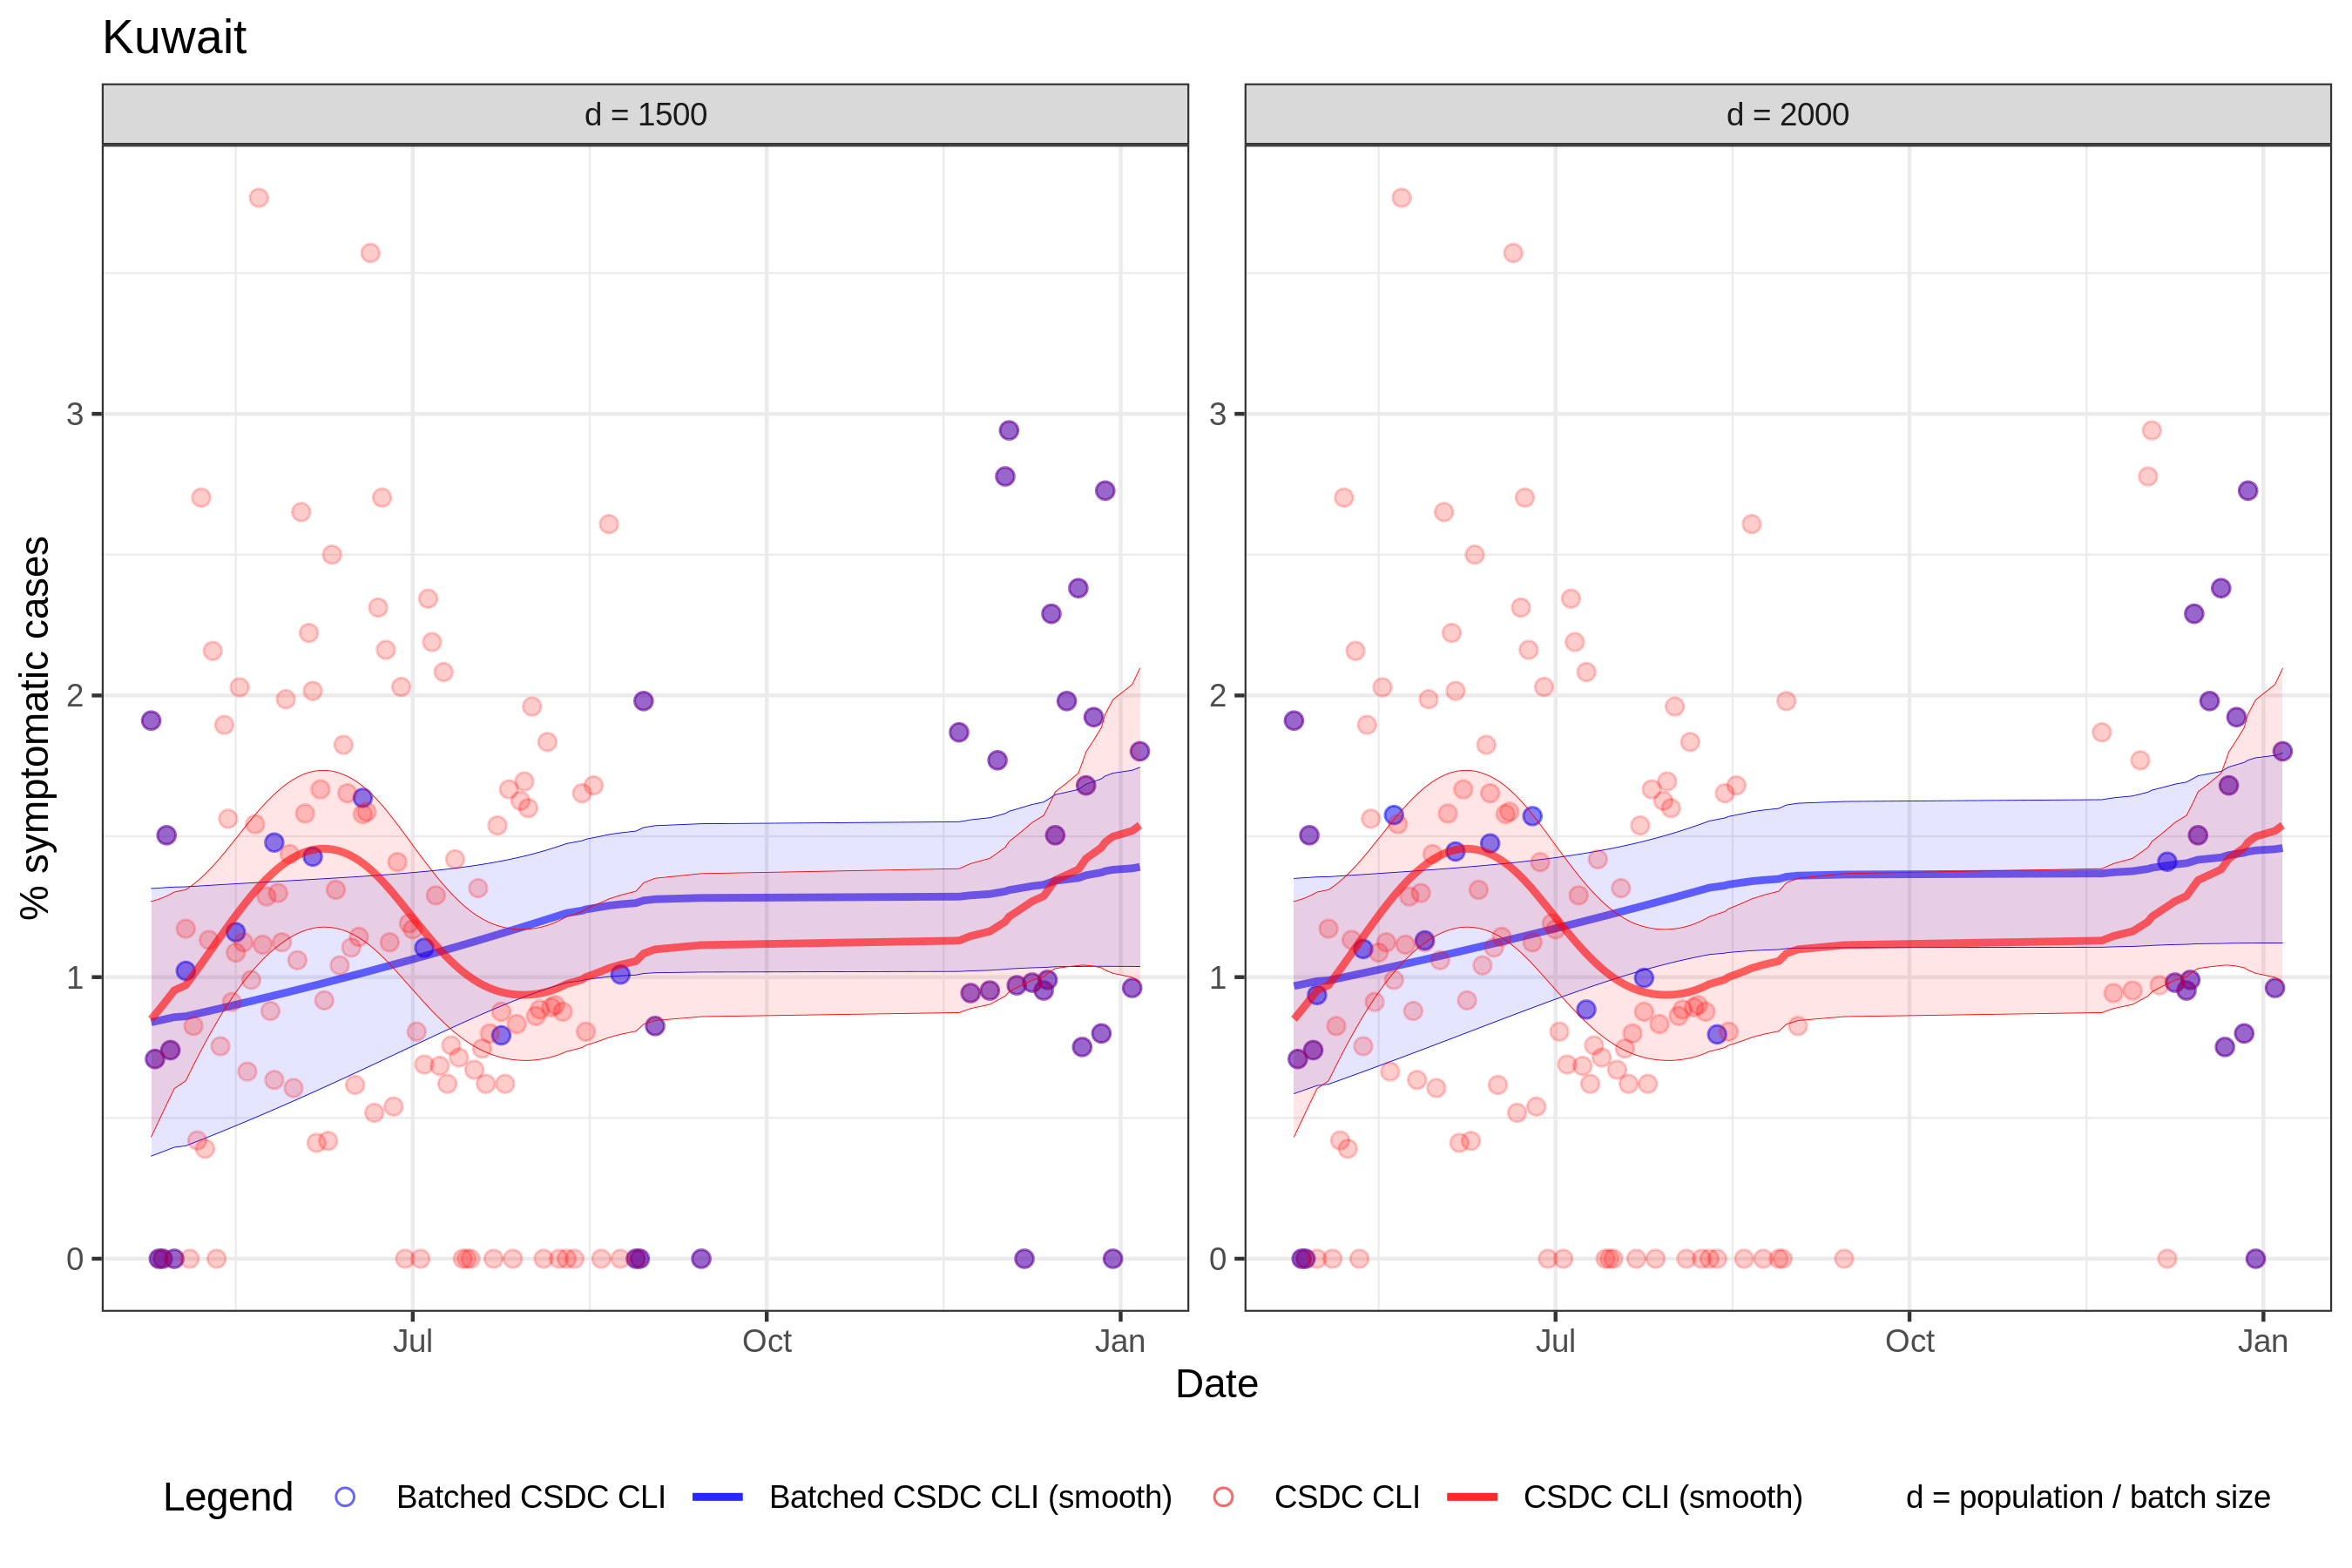 Kuwait
d = 1500
d = 2000
% symptomatic cases
3
2
1
0
3
2
1
0
Jul
Oct
Jan
Jul
Oct
Jan
Date
Legend
Batched CSDC CLI
Batched CSDC CLI (smooth)
CSDC CLI
CSDC CLI (smooth)
d = population / batch size